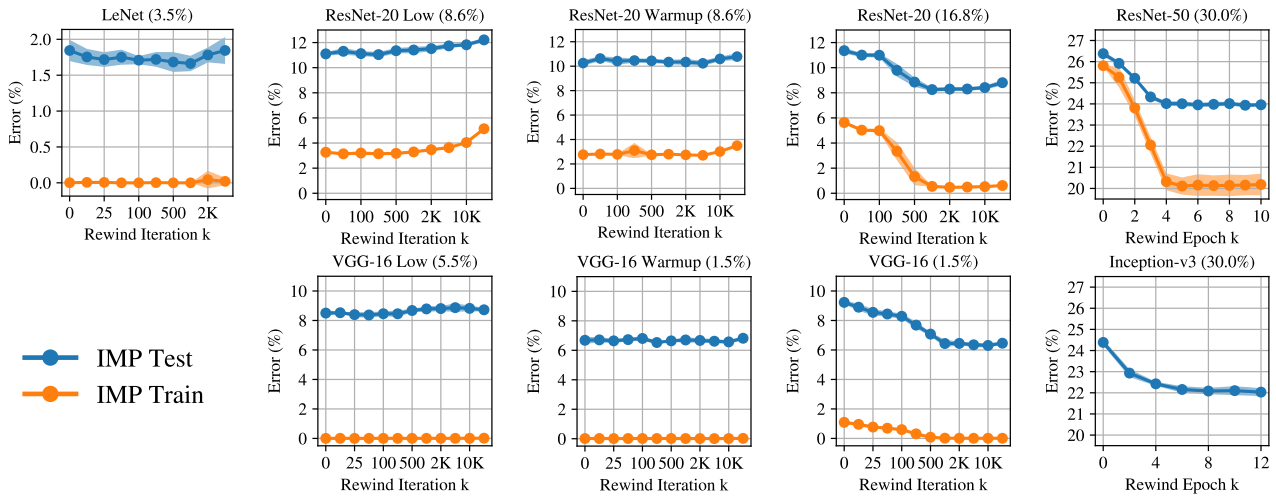 LeNet (3.5%)
2.0
1.5
1.0
0.5
0.0
Error (%)
0 25 100 500 2K
Rewind Iteration k
ResNet-20 Low (8.6%)
12
10
8
6
4
2
0
Error (%)
0 100 500 2K 10K
Rewind Iteration k
ResNet-20 Warmup (8.6%)
12
10
8
6
4
2
0
Error (%)
0 100 500 2K 10K
Rewind Iteration k
ResNet-20 (16.8%)
12
10
8
6
4
2
0
Error (%)
0 100 500 2K 10K
Rewind Iteration k
ResNet-50 (30.0%)
27
26
25
24
23
22
21
20
Error (%)
0 2 4 6 8 10
Rewind Epoch k
IMP Test
IMP Train
VGG-16 Low (5.5%)
10
8
6
4
2
0
Error (%)
0 25 100 500 2K 10K
Rewind Iteration k
VGG-16 Warmup (1.5%)
10
8
6
4
2
0
Error (%)
0 25 100 500 2K 10K
Rewind Iteration k
VGG-16 (1.5%)
10
8
6
4
2
0
Error (%)
0 25 100 500 2K 10K
Rewind Iteration k
Inception-v3 (30.0%)
27
26
25
24
23
22
21
20
Error (%)
0 4 8 12
Rewind Epoch k